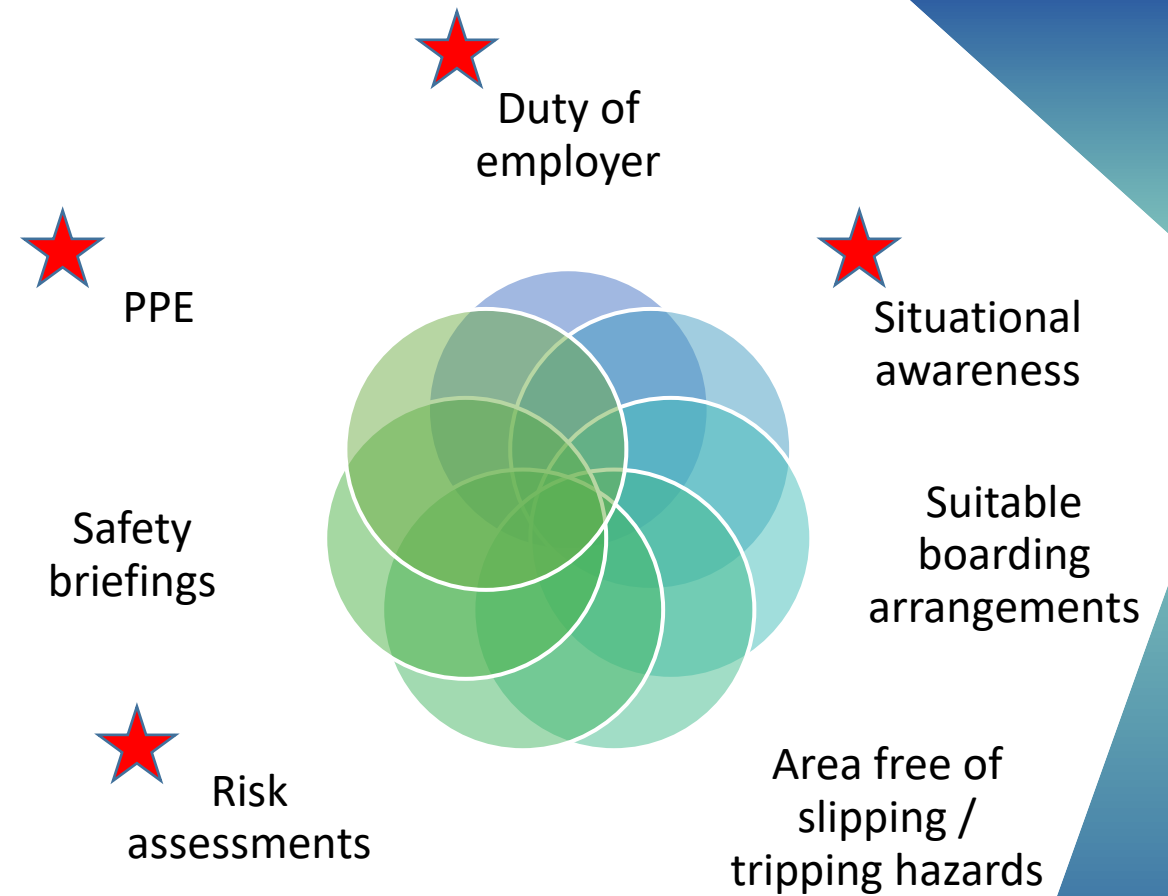 Duty of
employer
PPE
Situational
awareness
Safety
briefings
Suitable
boarding
arrangements
Risk
assessments
Area free of
slipping /
tripping hazards